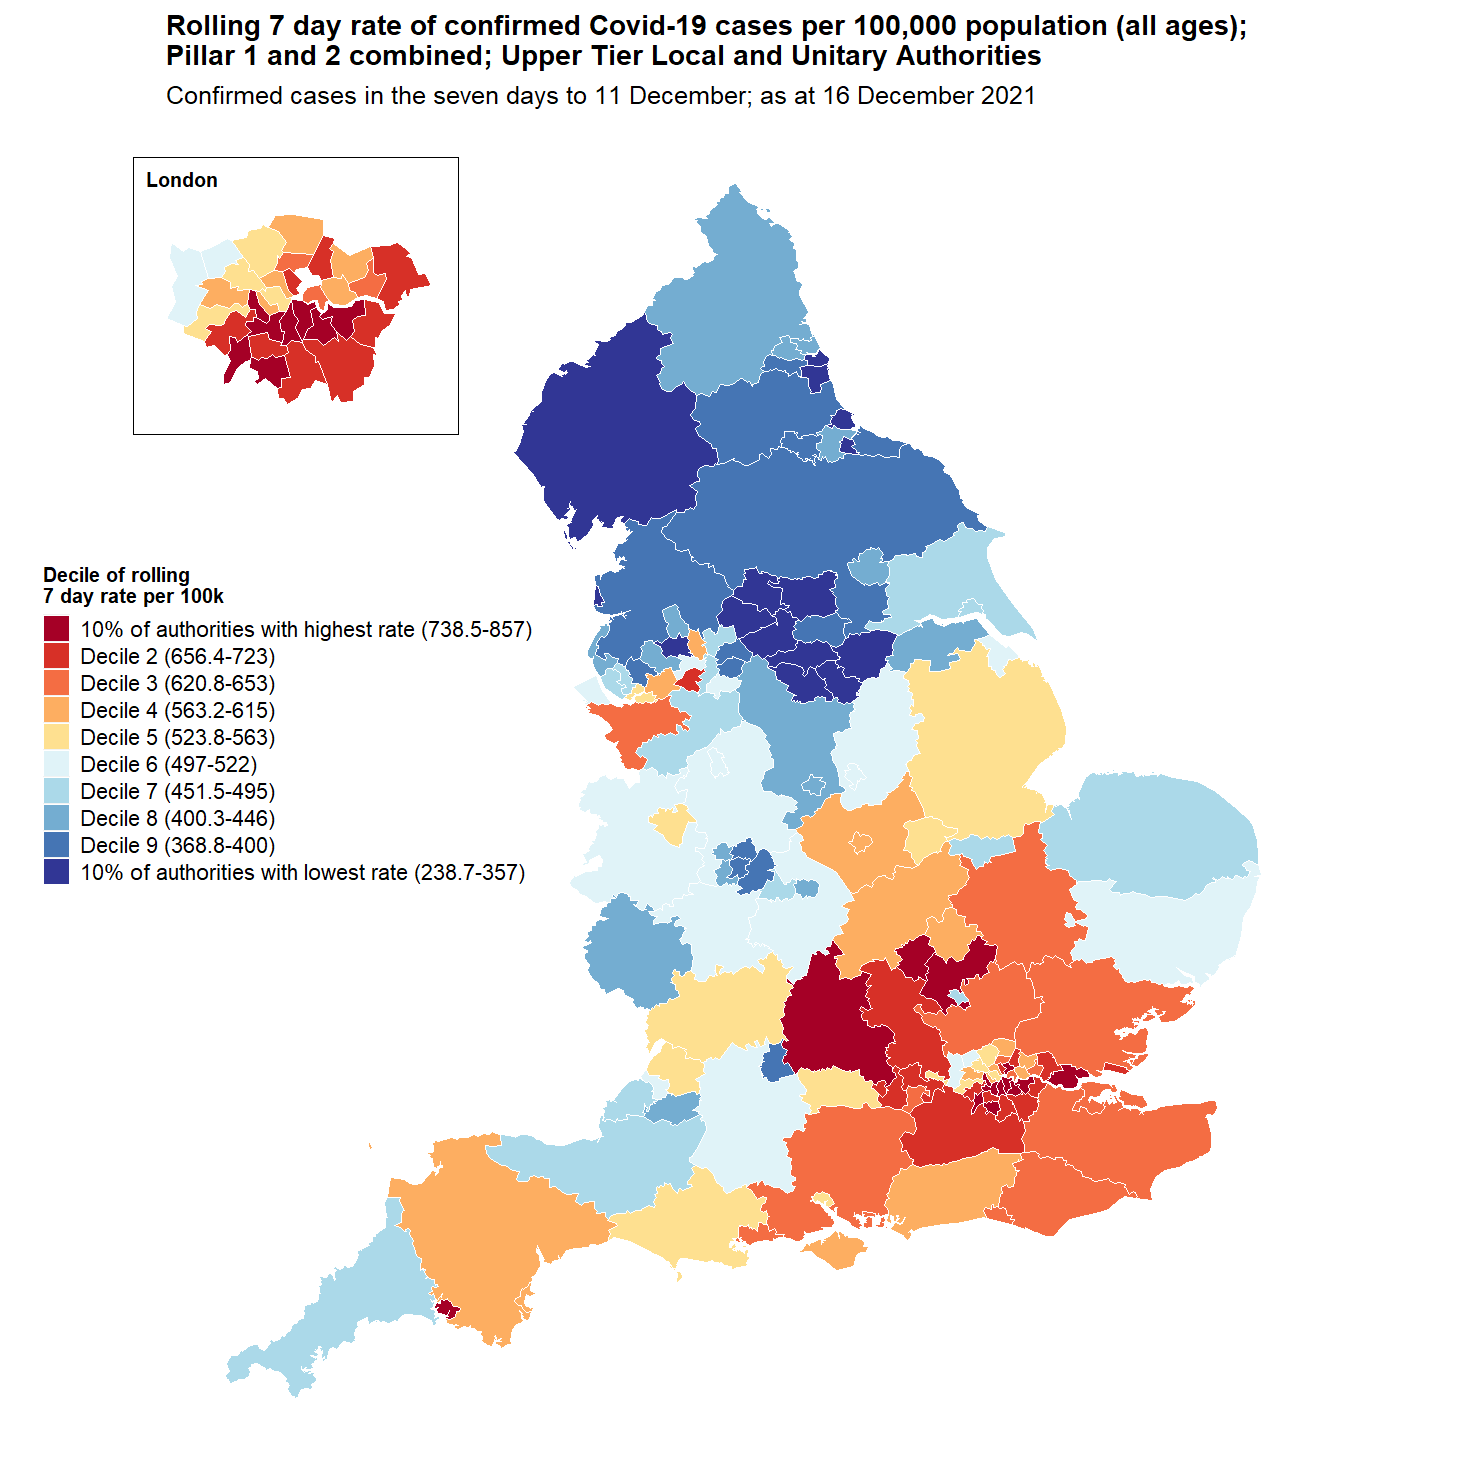 Rolling 7 day rate of confirmed Covid-19 cases per 100,000 population (all ages);
Pillar 1 and 2 combined; Upper Tier Local and Unitary Authorities
Confirmed cases in the seven days to 11 December; as at 16 December 2021
London
Decile of rolling
7 day rate per 100k
10% of authorities with highest rate (738.5-857)
Decile 2 (656.4-723)
Decile 3 (620.8-653)
Decile 4 (563.2-615)
Decile 5 (523.8-563)
Decile 6 (497-522)
Decile 7 (451.5-495)
Decile 8 (400.3-446)
Decile 9 (368.8-400)
10% of authorities with lowest rate (238.7-357)